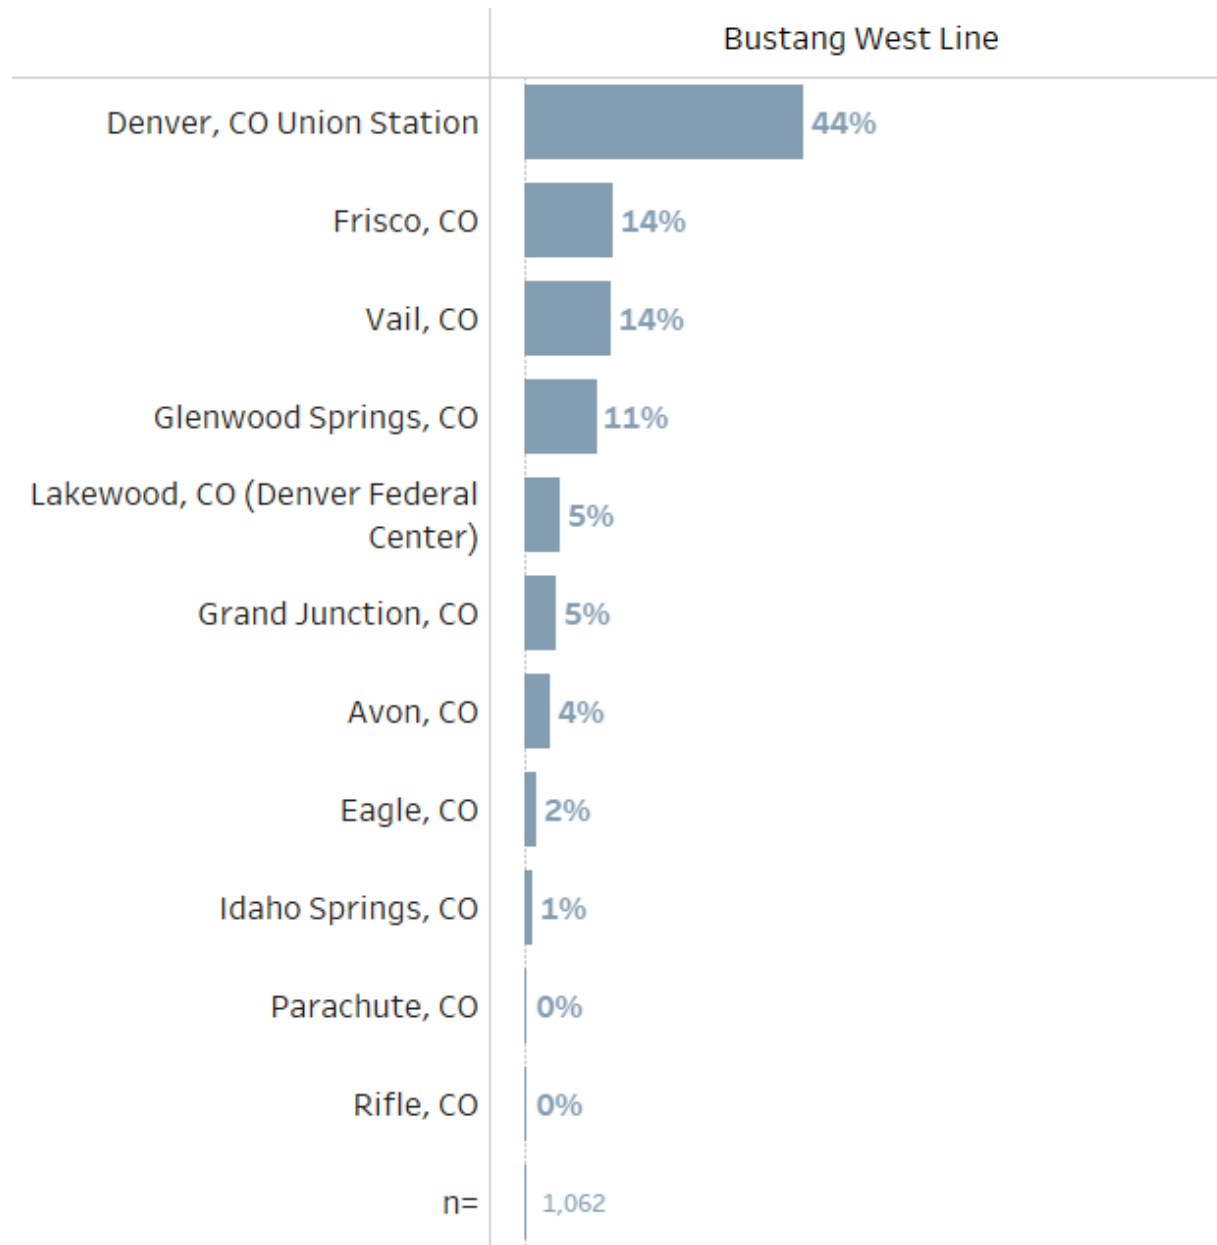 Bustang West Line
Denver, CO Union Station 44%
Frisco, CO 14%
Vail, CO 14%
Glenwood Springs, CO 11%
Lakewood, CO (Denver Federal
Center) 5%
Grand Junction, CO 5%
Avon, CO 4%
Eagle, CO 2%
Idaho Springs, CO 1%
Parachute, CO 0%
Rifle, CO 0%
n= 1,062